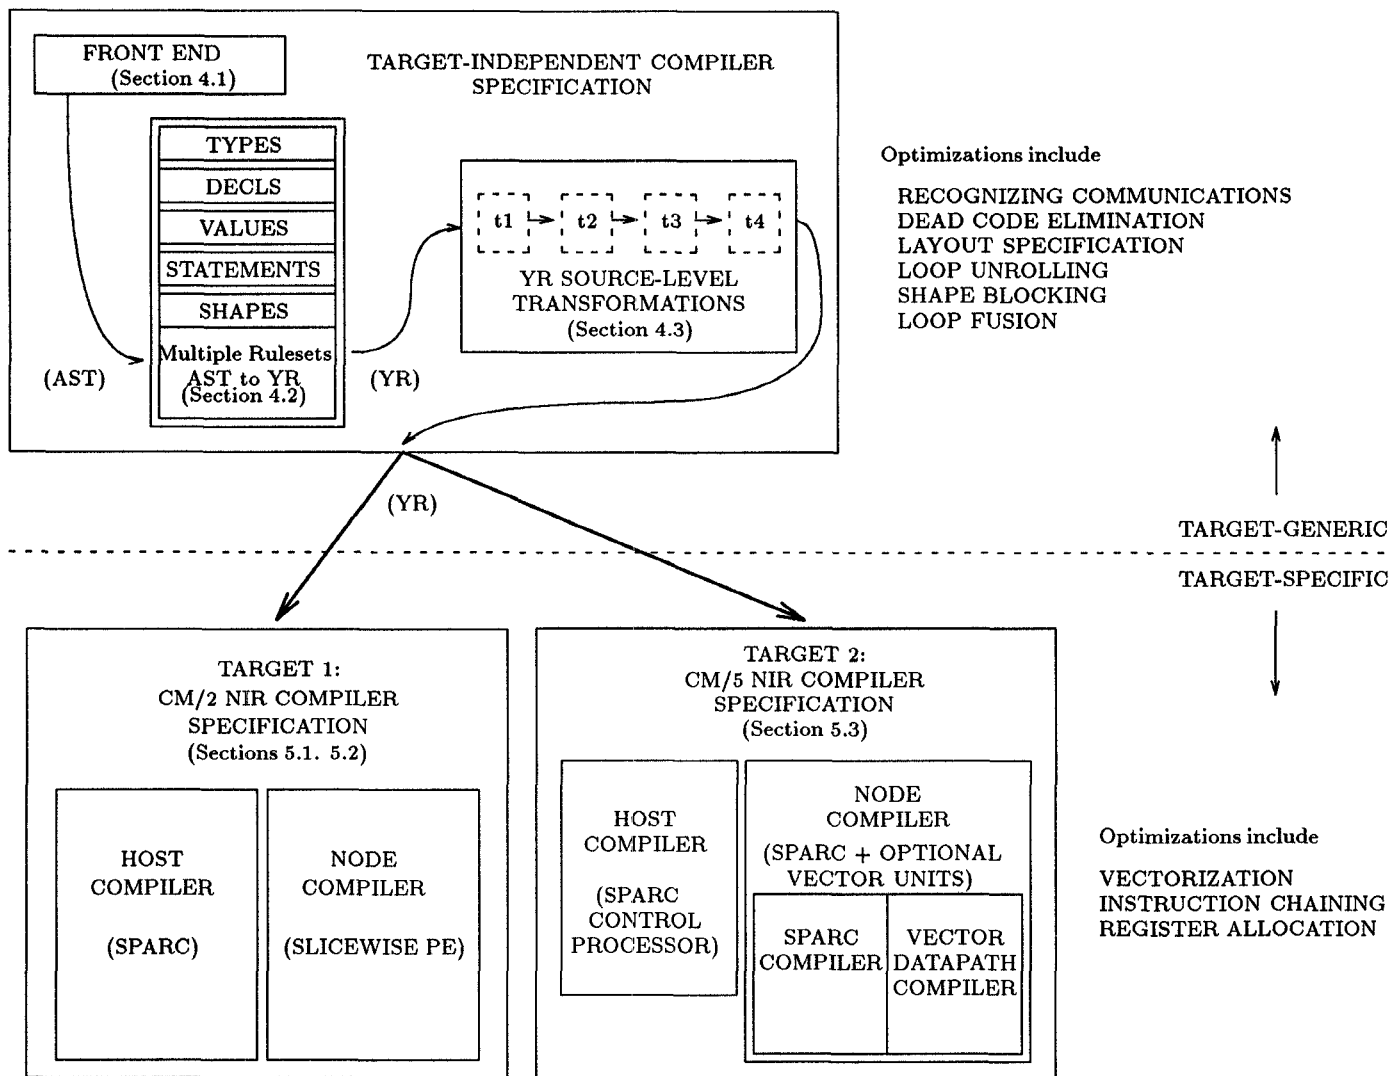 FRONT END
(Section 4.1)
TARGET-INDEPENDENT COMPILER
SPECIFICATION
TYPES
DECLS
VALUES
STATEMENTS
SHAPES
Multiple Rulesets
AST to YR
(Section 4.2)
(AST)
(YR)
t1
t2
t3
t4
YR SOURCE-LEVEL
TRANSFORMATIONS
(Section 4.3)
Optimizations include
RECOGNIZING COMMUNICATIONS
DEAD CODE ELIMINATION
LAYOUT SPECIFICATION
LOOP UNROLLING
SHAPE BLOCKING
LOOP FUSION
(YR)
TARGET-GENERIC
TARGET-SPECIFIC
TARGET 1:
CM/2 NIR COMPILER
SPECIFICATION
(Sections 5.1. 5.2)
HOST
COMPILER
(SPARC)
NODE
COMPILER
(SLICEWISE PE)
TARGET 2:
CM/5 NIR COMPILER
SPECIFICATION
(Section 5.3)
HOST
COMPILER
(SPARC
CONTROL
PROCESSOR)
NODE
COMPILER
(SPARC + OPTIONAL
VECTOR UNITS)
SPARC
COMPILER
VECTOR
DATAPATH
COMPILER
Optimizations include
VECTORIZATION
INSTRUCTION CHAINING
REGISTER ALLOCATION